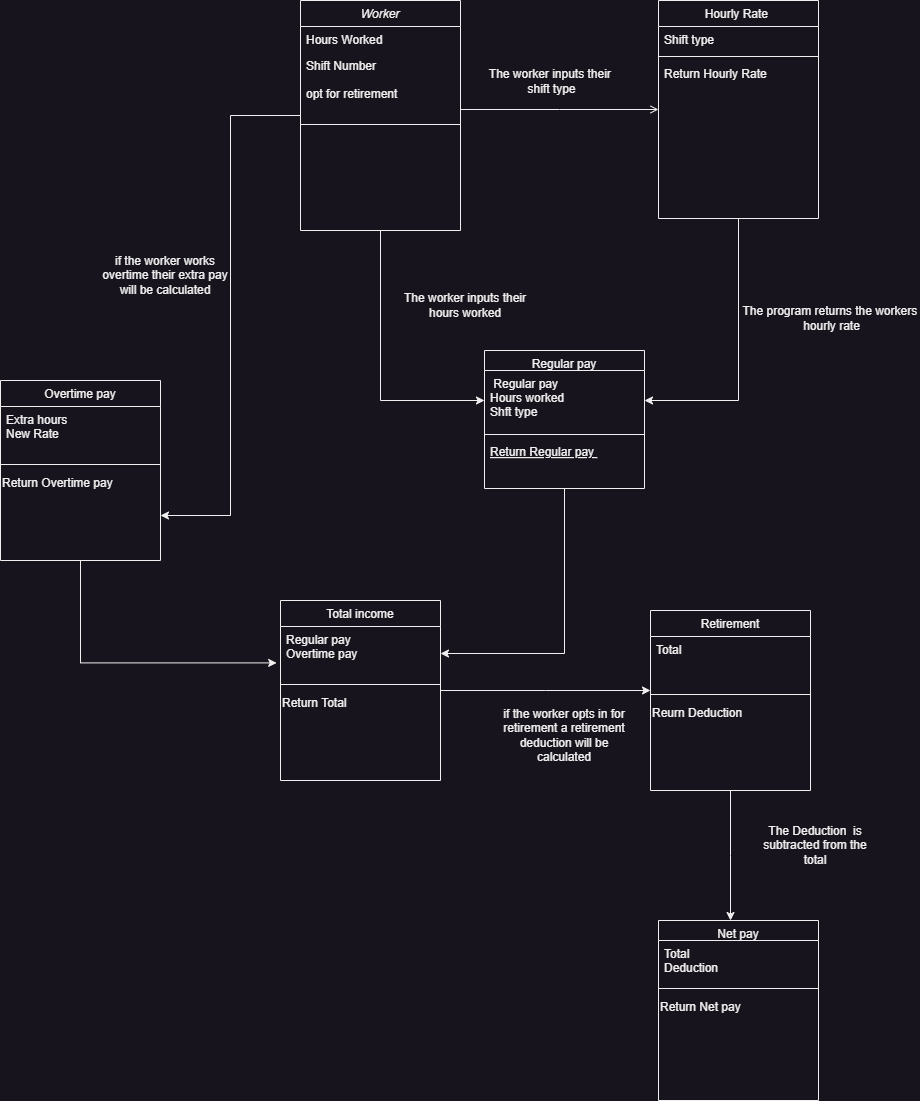 Worker
Hours Worked
Shift Number
opt for retirement
Hourly Rate
Shift type
Return Hourly Rate
The worker inputs their
shift type
if the worker works
overtime their extra pay
will be calculated
The worker inputs their
hours worked
The program returns the workers
hourly rate
Regular pay
Regular pay
Hours worked
Shft type
Return Regular pay
Overtime pay
Extra hours
New Rate
Return Overtime pay
Total income
Regular pay
Overtime pay
Return Total
Retirement
Total
Reurn Deduction
if the worker opts in for
retirement a retirement
deduction will be
calculated
The Deduction  is
subtracted from the
total
Net pay
Total
Deduction
Return Net pay